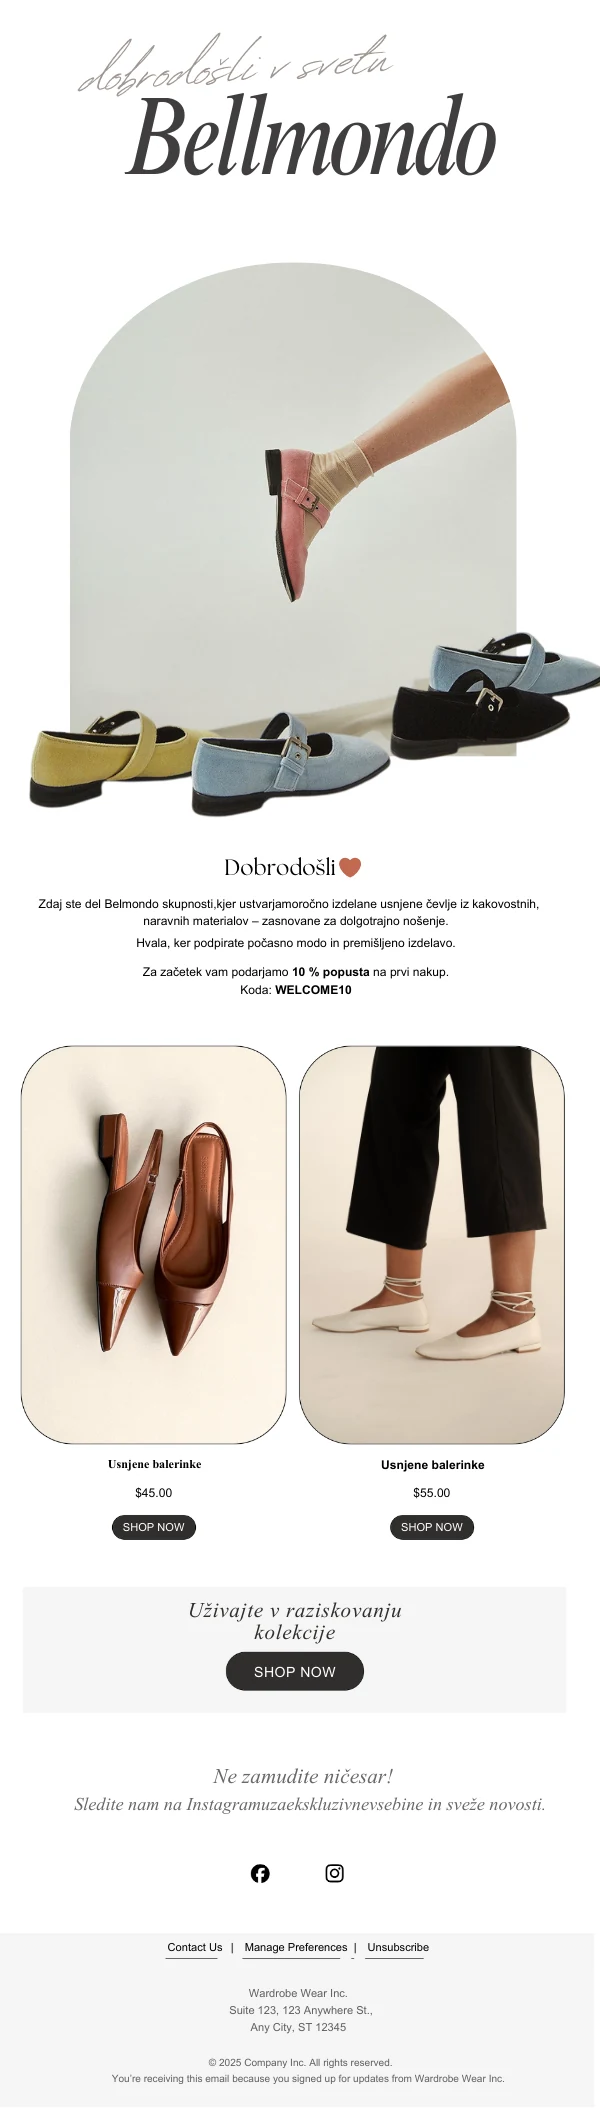 dobrodošli v svetu
Bellmondo
Dobrodošli
Zdaj ste del Belmondo skupnosti,kjer ustvarjamoročno izdelane usnjene čevlje iz kakovostnih,
naravnih materialov – zasnovane za dolgotrajno nošenje.
Hvala, ker podpirate počasno modo in premišljeno izdelavo.
Za začetek vam podarjamo 10 % popusta na prvi nakup.
Koda: WELCOME10
Usnjene balerinke
$45.00
SHOP NOW
Usnjene balerinke
$55.00
SHOP NOW
Uživajte v raziskovanju
kolekcije
SHOP NOW
Ne zamudite ničesar!
Sledite nam na Instagramuzaekskluzivnevsebine in sveže novosti.
Contact Us | Manage Preferences | Unsubscribe
Wardrobe Wear Inc.
Suite 123, 123 Anywhere St.,
Any City, ST 12345
© 2025 Company Inc. All rights reserved.
You’re receiving this email because you signed up for updates from Wardrobe Wear Inc.